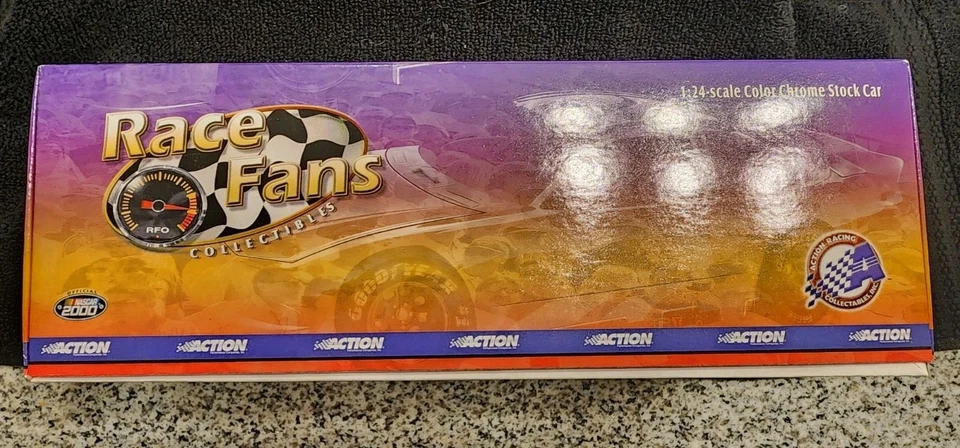 1:24-scale Color Chrome Stock Car
Race
Fans
COLLECTIBLES
RFO
GOODYEAR
OFFICIAL
NASCAR
2000
ACTION RACING
COLLECTABLES, INC.
ACTION ACTION ACTION ACTION ACTION ACTION ACTION